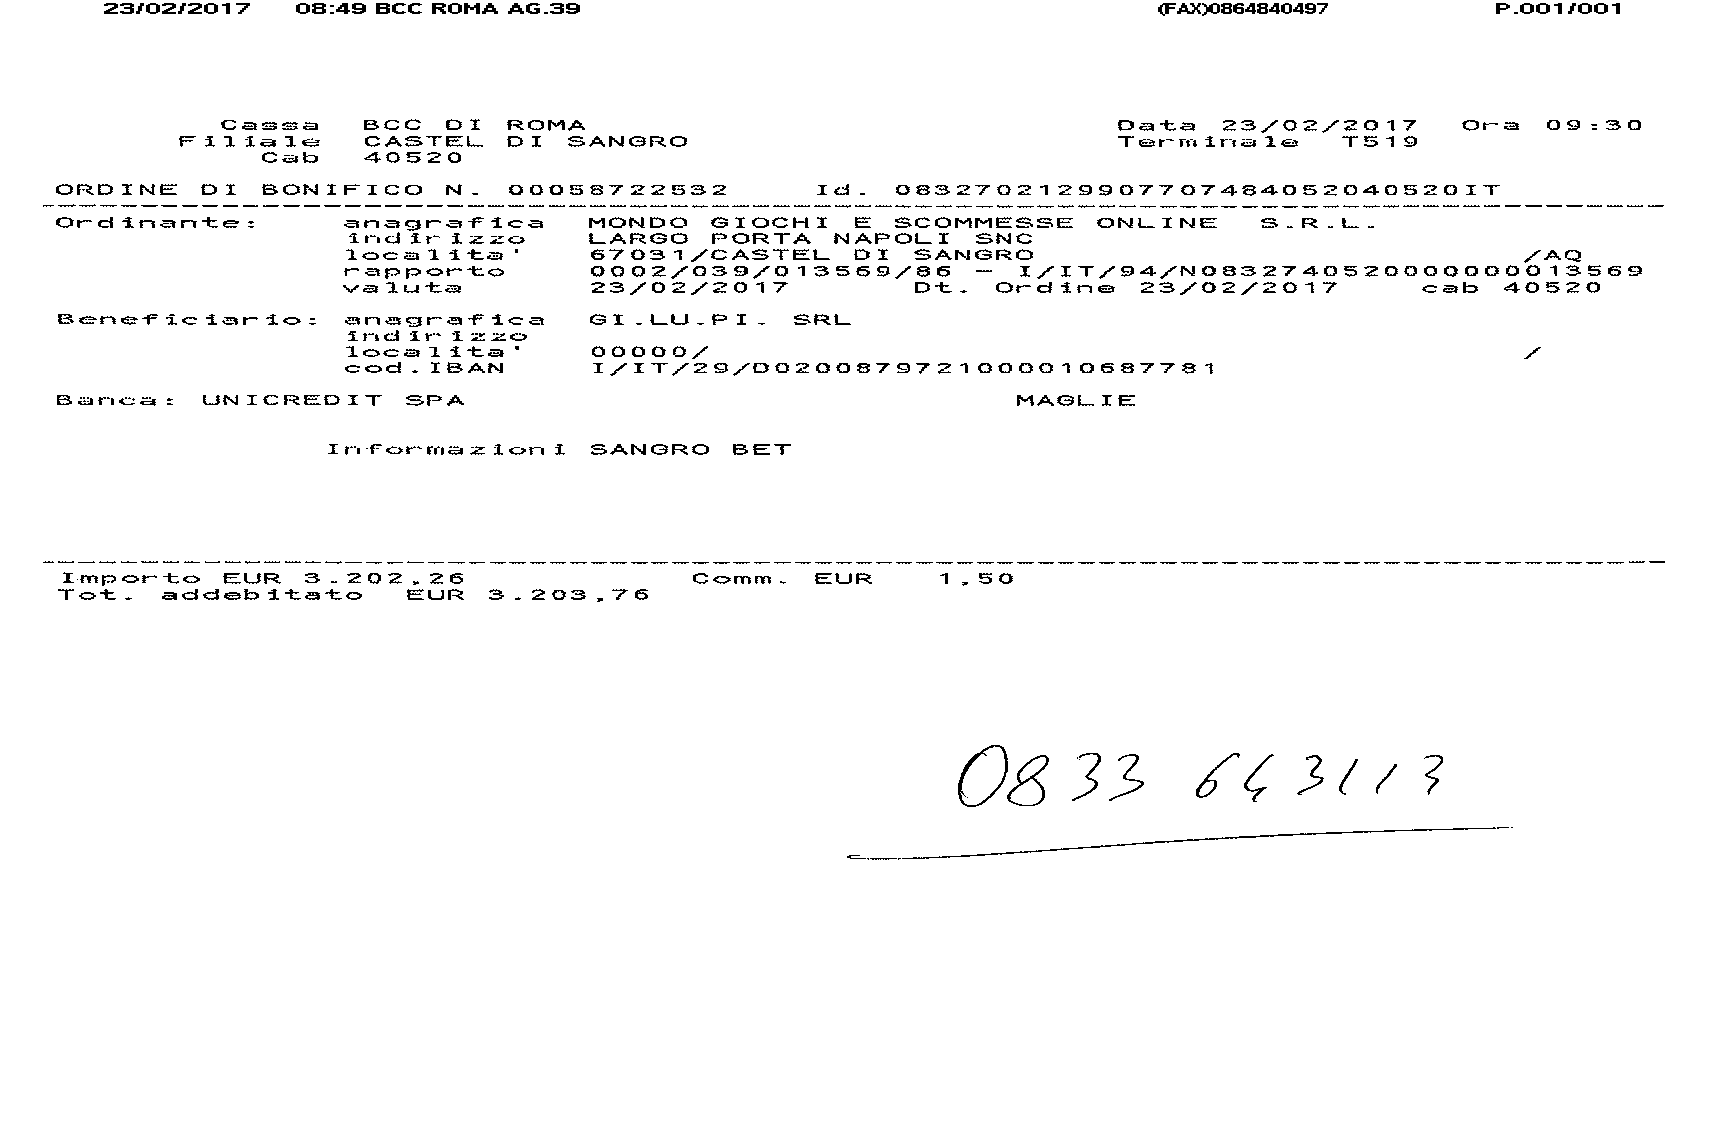 23/02/2017 08:49 BCC ROMA AG.39 (FAX)0864840497 P.001/001
Cassa BCC DI ROMA Data 23/02/2017 Ora 09:30
Filiale CASTEL DI SANGRO Terminale T519
Cab 40520
ORDINE DI BONIFICO N. 00058722532 Id. 0832702129907707484052040520IT
Ordinante: anagrafica MONDO GIOCHI E SCOMMESSE ONLINE S.R.L.
indirizzo LARGO PORTA NAPOLI SNC
localita' 67031/CASTEL DI SANGRO /AQ
rapporto 0002/039/013569/86 - I/IT/94/N0832740520000000013569
valuta 23/02/2017 Dt. Ordine 23/02/2017 cab 40520
Beneficiario: anagrafica GI.LU.PI. SRL
indirizzo
localita' 00000/ /
cod.IBAN I/IT/29/D0200879721000010687781
Banca: UNICREDIT SPA MAGLIE
Informazioni SANGRO BET
Importo EUR 3.202,26 Comm. EUR 1,50
Tot. addebitato EUR 3.203,76
0833 643113